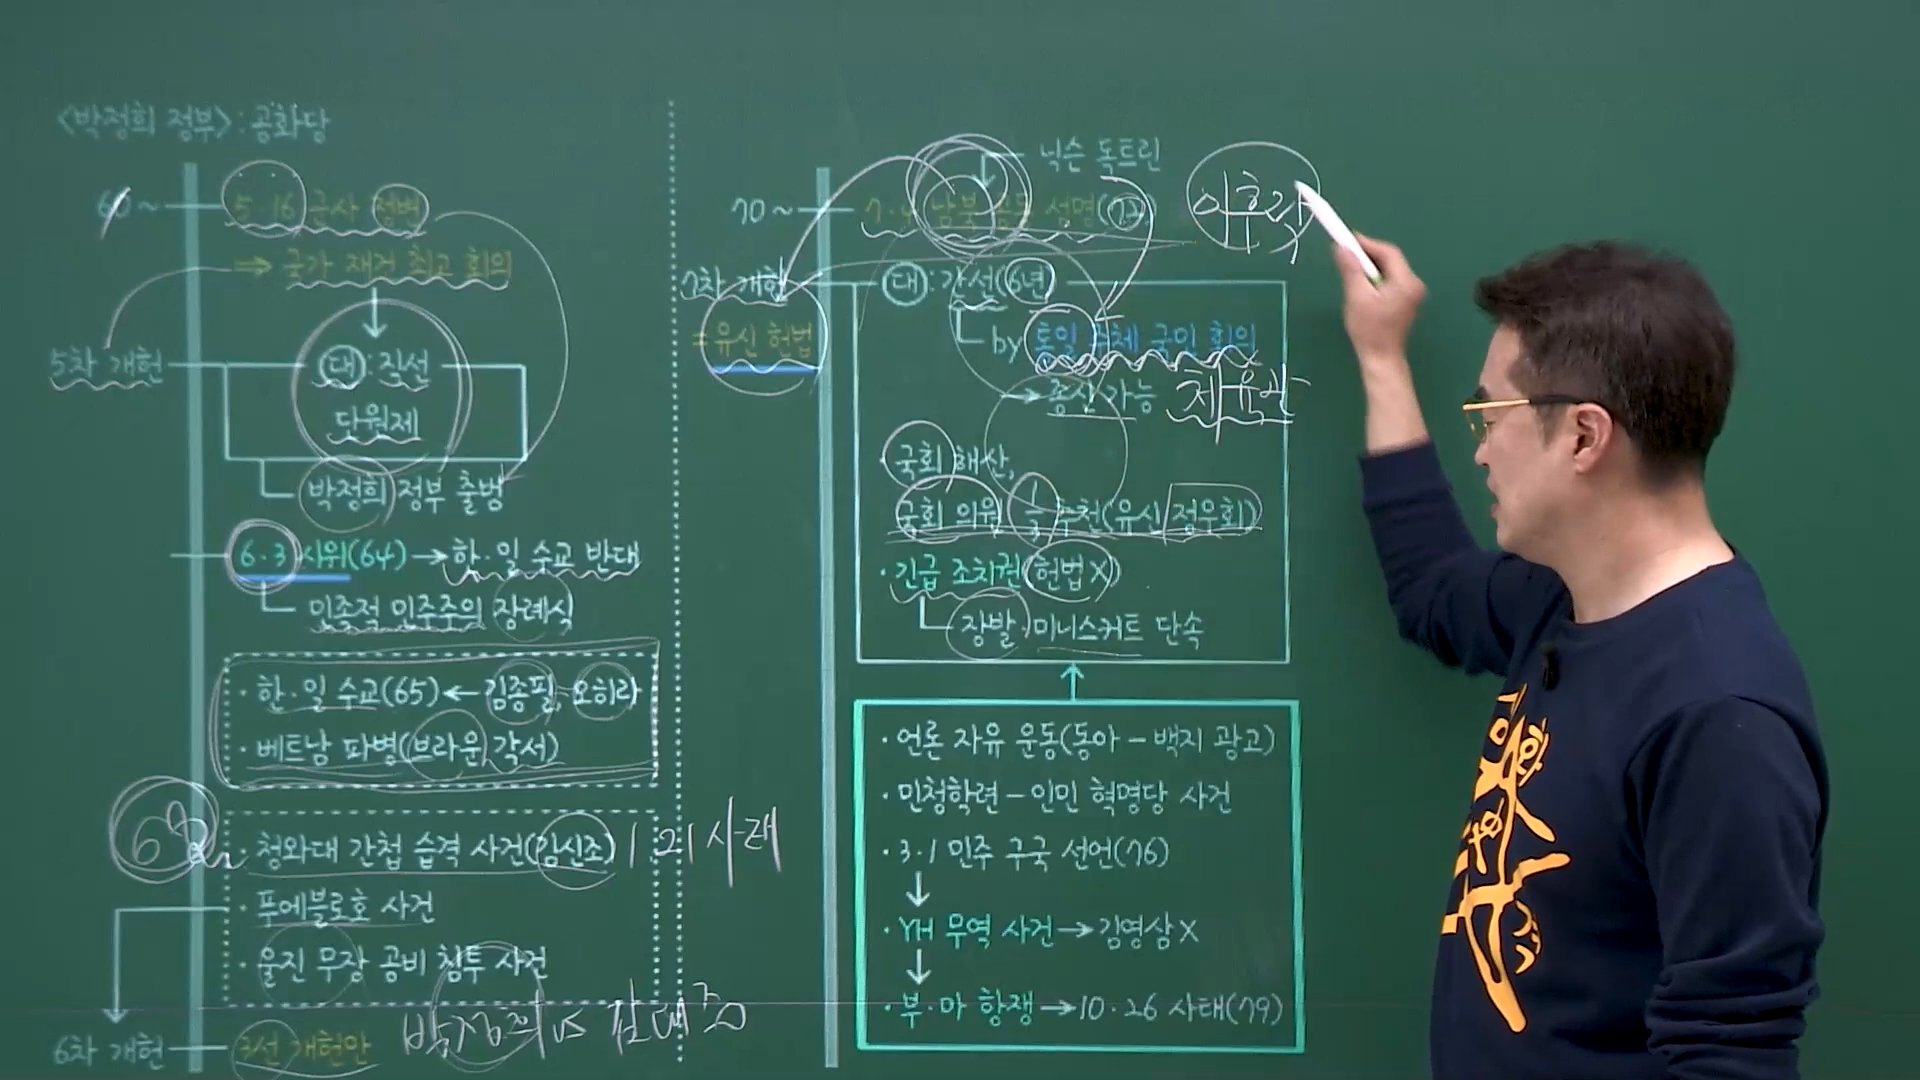 <박정희 정부> : 공화당
60~
5·16 군사 정변
⇒ 국가 재건 최고 회의
5차 개헌
대 : 직선
단원제
박정희 정부 출범
6·3 시위(64) → 한·일 수교 반대
민족적 민주주의 장례식
· 한·일 수교(65) ← 김종필, 오히라
· 베트남 파병(브라운 각서)
68
· 청와대 간첩 습격 사건(김신조) 1.21 사태
· 푸에블로호 사건
· 울진 무장 공비 침투 사건
6차 개헌
3선 개헌안
박정희 vs 김대중
닉슨 독트린
70~
7·4 남북 공동 성명(72)
이후락
7차 개헌
= 유신 헌법
대 : 간선(6년)
by 통일 주체 국민 회의
→ 종신 가능
체육관
· 국회 해산,
국회 의원 1/3 추천(유신 정우회)
· 긴급 조치권(헌법X)
장발·미니스커트 단속
· 언론 자유 운동(동아 – 백지 광고)
· 민청학련 – 인민 혁명당 사건
· 3·1 민주 구국 선언(76)
↓
· YH 무역 사건 → 김영삼X
↓
· 부·마 항쟁 → 10·26 사태(79)